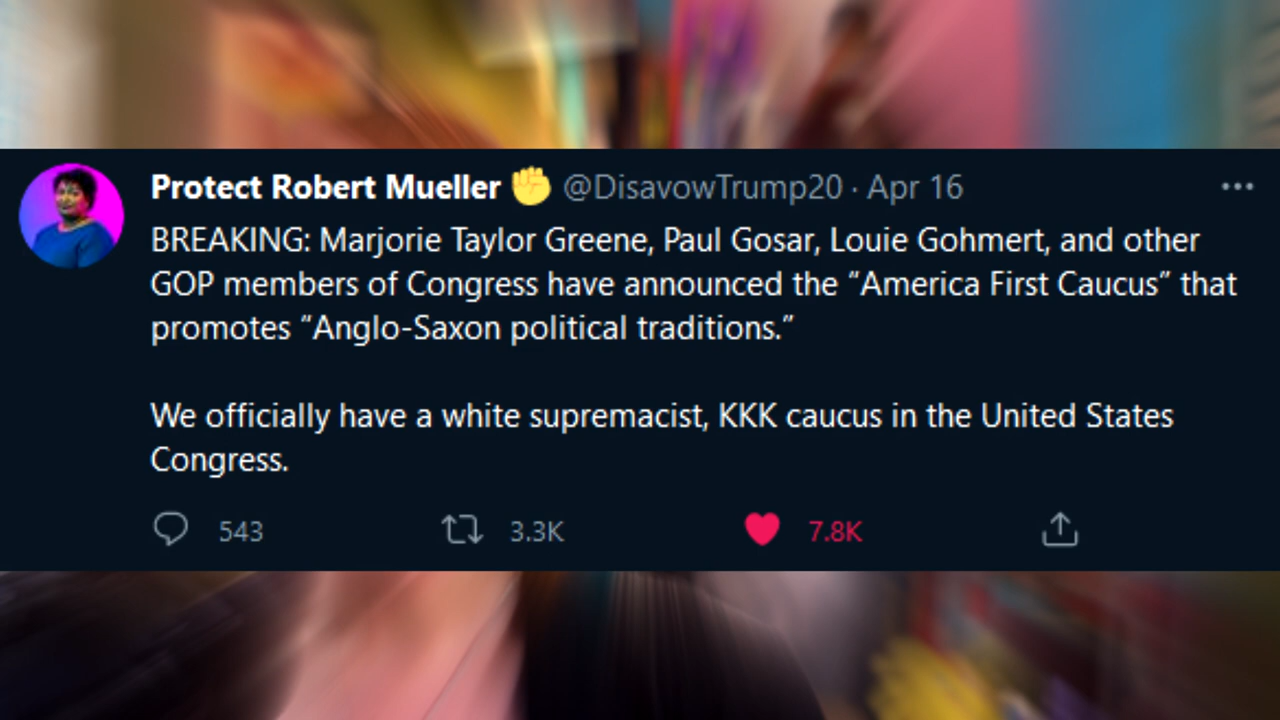 Protect Robert Mueller ✊ @DisavowTrump20 · Apr 16
BREAKING: Marjorie Taylor Greene, Paul Gosar, Louie Gohmert, and other
GOP members of Congress have announced the “America First Caucus” that
promotes “Anglo-Saxon political traditions.”
We officially have a white supremacist, KKK caucus in the United States
Congress.
543 3.3K 7.8K